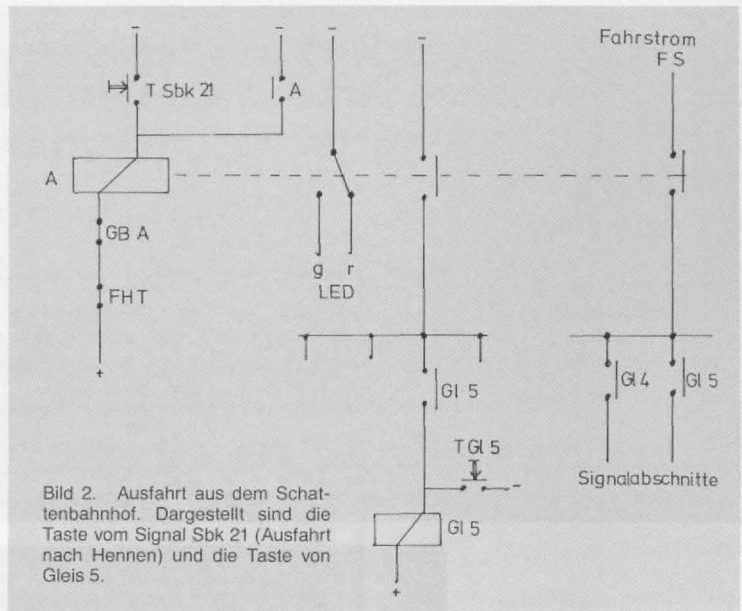 - - - -
Fahrstrom
FS
T Sbk 21
A
A
GB A
FHT
+
g r
LED
Gl 5
Gl 4
Gl 5
T Gl 5
-
Signalabschnitte
Gl 5
+
Bild 2. Ausfahrt aus dem Schat-
tenbahnhof. Dargestellt sind die
Taste vom Signal Sbk 21 (Ausfahrt
nach Hennen) und die Taste von
Gleis 5.